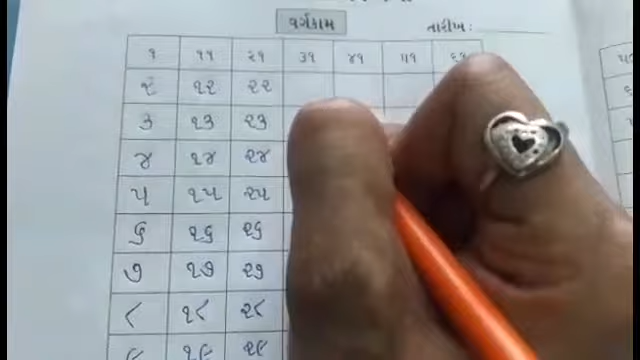 વર્ગકામ
તારીખ:
૧ ૧૧ ૨૧ ૩૧ ૪૧ ૫૧
૨ ૧૨ ૨૨
૩ ૧૩ ૨૩
૪ ૧૪ ૨૪
૫ ૧૫ ૨૫
૬ ૧૬ ૨૬
૭ ૧૭ ૨૭
૮ ૧૮ ૨૮
૯ ૧૯ ૨૯